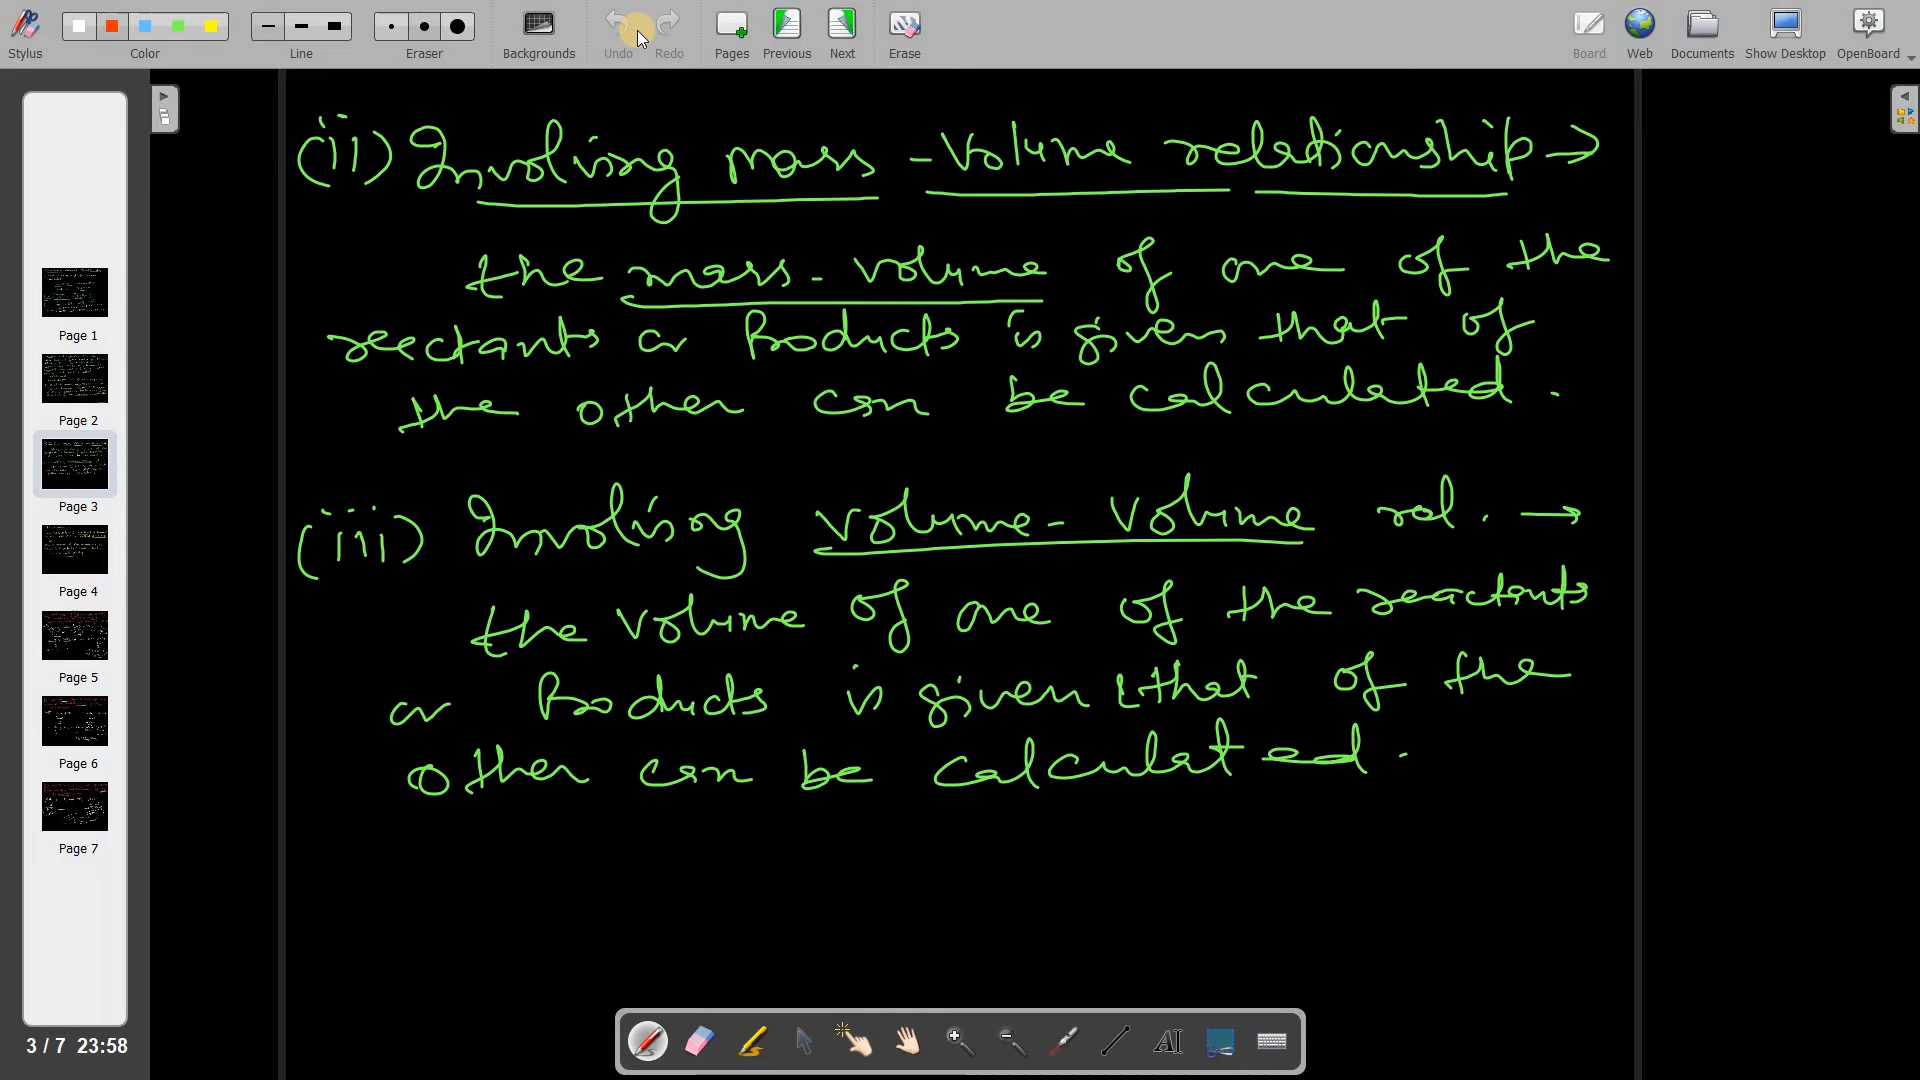 Stylus
Color
Line
Eraser
Backgrounds
Undo
Redo
Pages
Previous
Next
Erase
Board
Web
Documents
Show Desktop
OpenBoard
Page 1
Page 2
Page 3
Page 4
Page 5
Page 6
Page 7
3 / 7 23:58
(ii) Involving mass - Volume relationship →
the mass - volume of one of the
reactants or Products is given that of
the other can be calculated.
(iii) Involving Volume - Volume rel. →
the volume of one of the reactants
or Products is given, that of the
other can be calculated.
AI